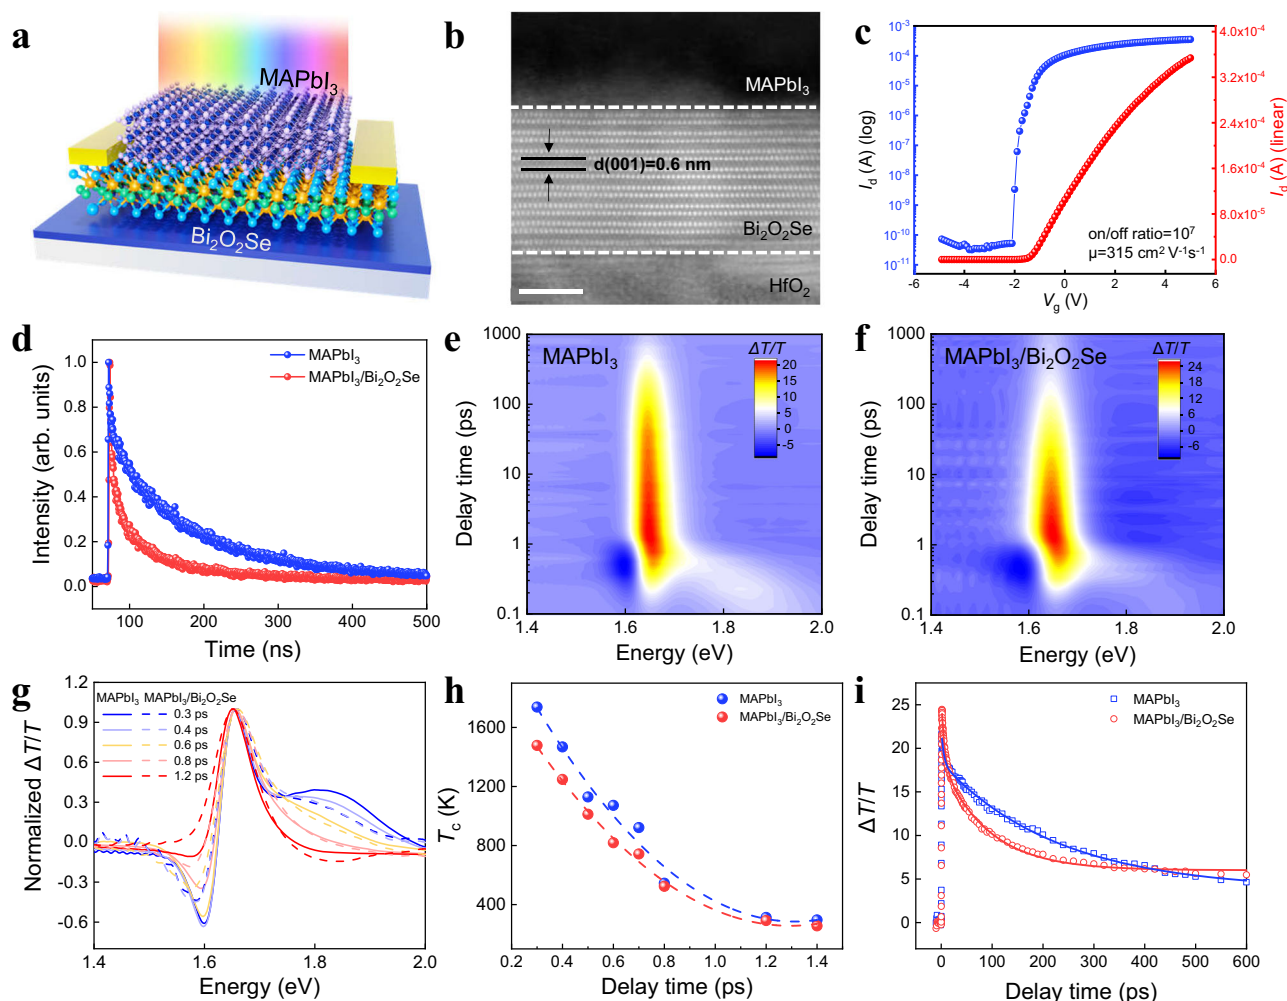 a
MAPbI₃
Bi₂O₂Se
b
MAPbI₃
d(001)=0.6 nm
Bi₂O₂Se
HfO₂
c
10⁻³
10⁻⁴
10⁻⁵
10⁻⁶
10⁻⁷
10⁻⁸
10⁻⁹
10⁻¹⁰
10⁻¹¹
I_d (A) (log)
4.0x10⁻⁴
3.2x10⁻⁴
2.4x10⁻⁴
1.6x10⁻⁴
8.0x10⁻⁵
0.0
I_d (A) (linear)
on/off ratio=10⁷
μ=315 cm² V⁻¹s⁻¹
-6 -4 -2 0 2 4 6
V_g (V)
d
MAPbI₃
MAPbI₃/Bi₂O₂Se
1.0
0.8
0.6
0.4
0.2
0.0
Intensity (arb. units)
100 200 300 400 500
Time (ns)
e
MAPbI₃
ΔT/T
20
15
10
5
0
-5
1000
100
10
1
0.1
Delay time (ps)
1.4 1.6 1.8 2.0
Energy (eV)
f
MAPbI₃/Bi₂O₂Se
ΔT/T
24
18
12
6
0
-6
1000
100
10
1
0.1
Delay time (ps)
1.4 1.6 1.8 2.0
Energy (eV)
g
MAPbI₃ MAPbI₃/Bi₂O₂Se
0.3 ps
0.4 ps
0.6 ps
0.8 ps
1.2 ps
1.2
0.9
0.6
0.3
0.0
-0.3
-0.6
Normalized ΔT/T
1.4 1.6 1.8 2.0
Energy (eV)
h
MAPbI₃
MAPbI₃/Bi₂O₂Se
1600
1200
800
400
T_c (K)
0.2 0.4 0.6 0.8 1.0 1.2 1.4
Delay time (ps)
i
MAPbI₃
MAPbI₃/Bi₂O₂Se
25
20
15
10
5
0
ΔT/T
0 100 200 300 400 500 600
Delay time (ps)